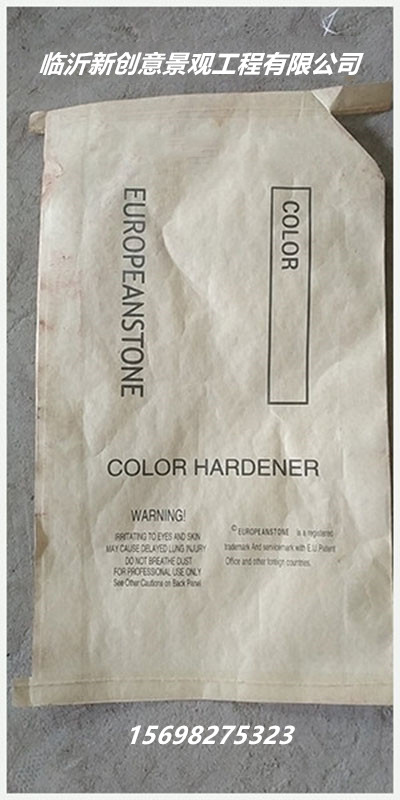 临沂新创意景观工程有限公司
EUROPEANSTONE
COLOR
COLOR HARDENER
WARNING!
IRRITATING TO EYES AND SKIN
MAY CAUSE DELAYED LUNG INJURY
DO NOT BREATHE DUST
FOR PROFESSIONAL USE ONLY
See Other Cautions on Back Panel
© EUROPEANSTONE is a registered
trademark And servicemark with E.U.Patent
Office and other foreign countries.
15698275323